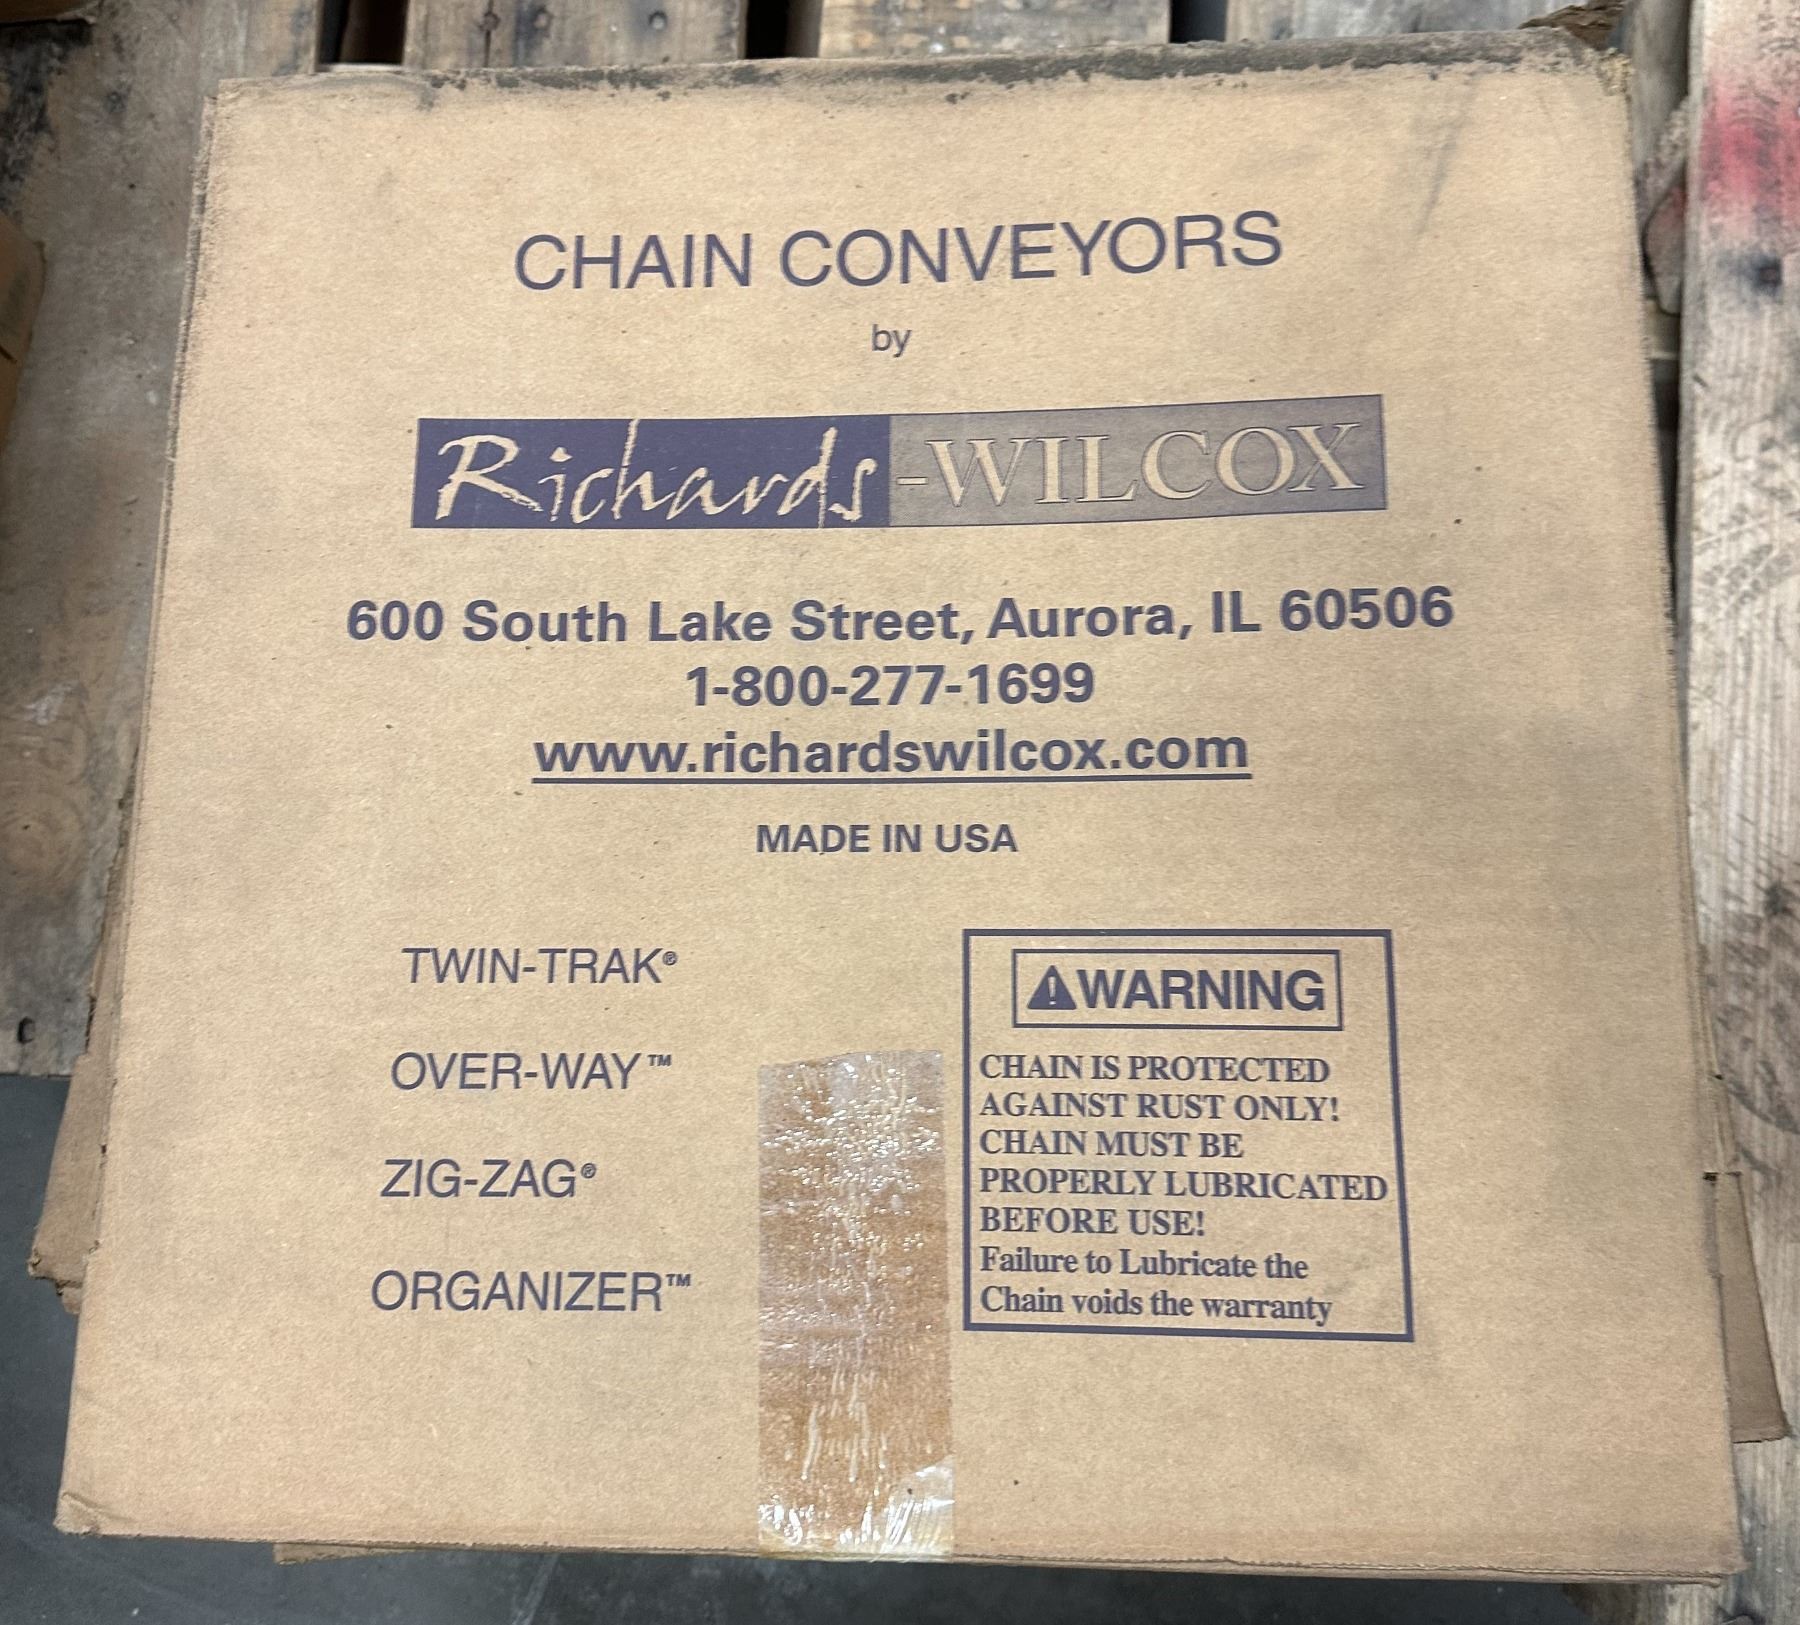 CHAIN CONVEYORS
by
Richards-WILCOX
600 South Lake Street, Aurora, IL 60506
1-800-277-1699
www.richardswilcox.com
MADE IN USA
TWIN-TRAK®
OVER-WAY™
ZIG-ZAG®
ORGANIZER™
⚠WARNING
CHAIN IS PROTECTED
AGAINST RUST ONLY!
CHAIN MUST BE
PROPERLY LUBRICATED
BEFORE USE!
Failure to Lubricate the
Chain voids the warranty